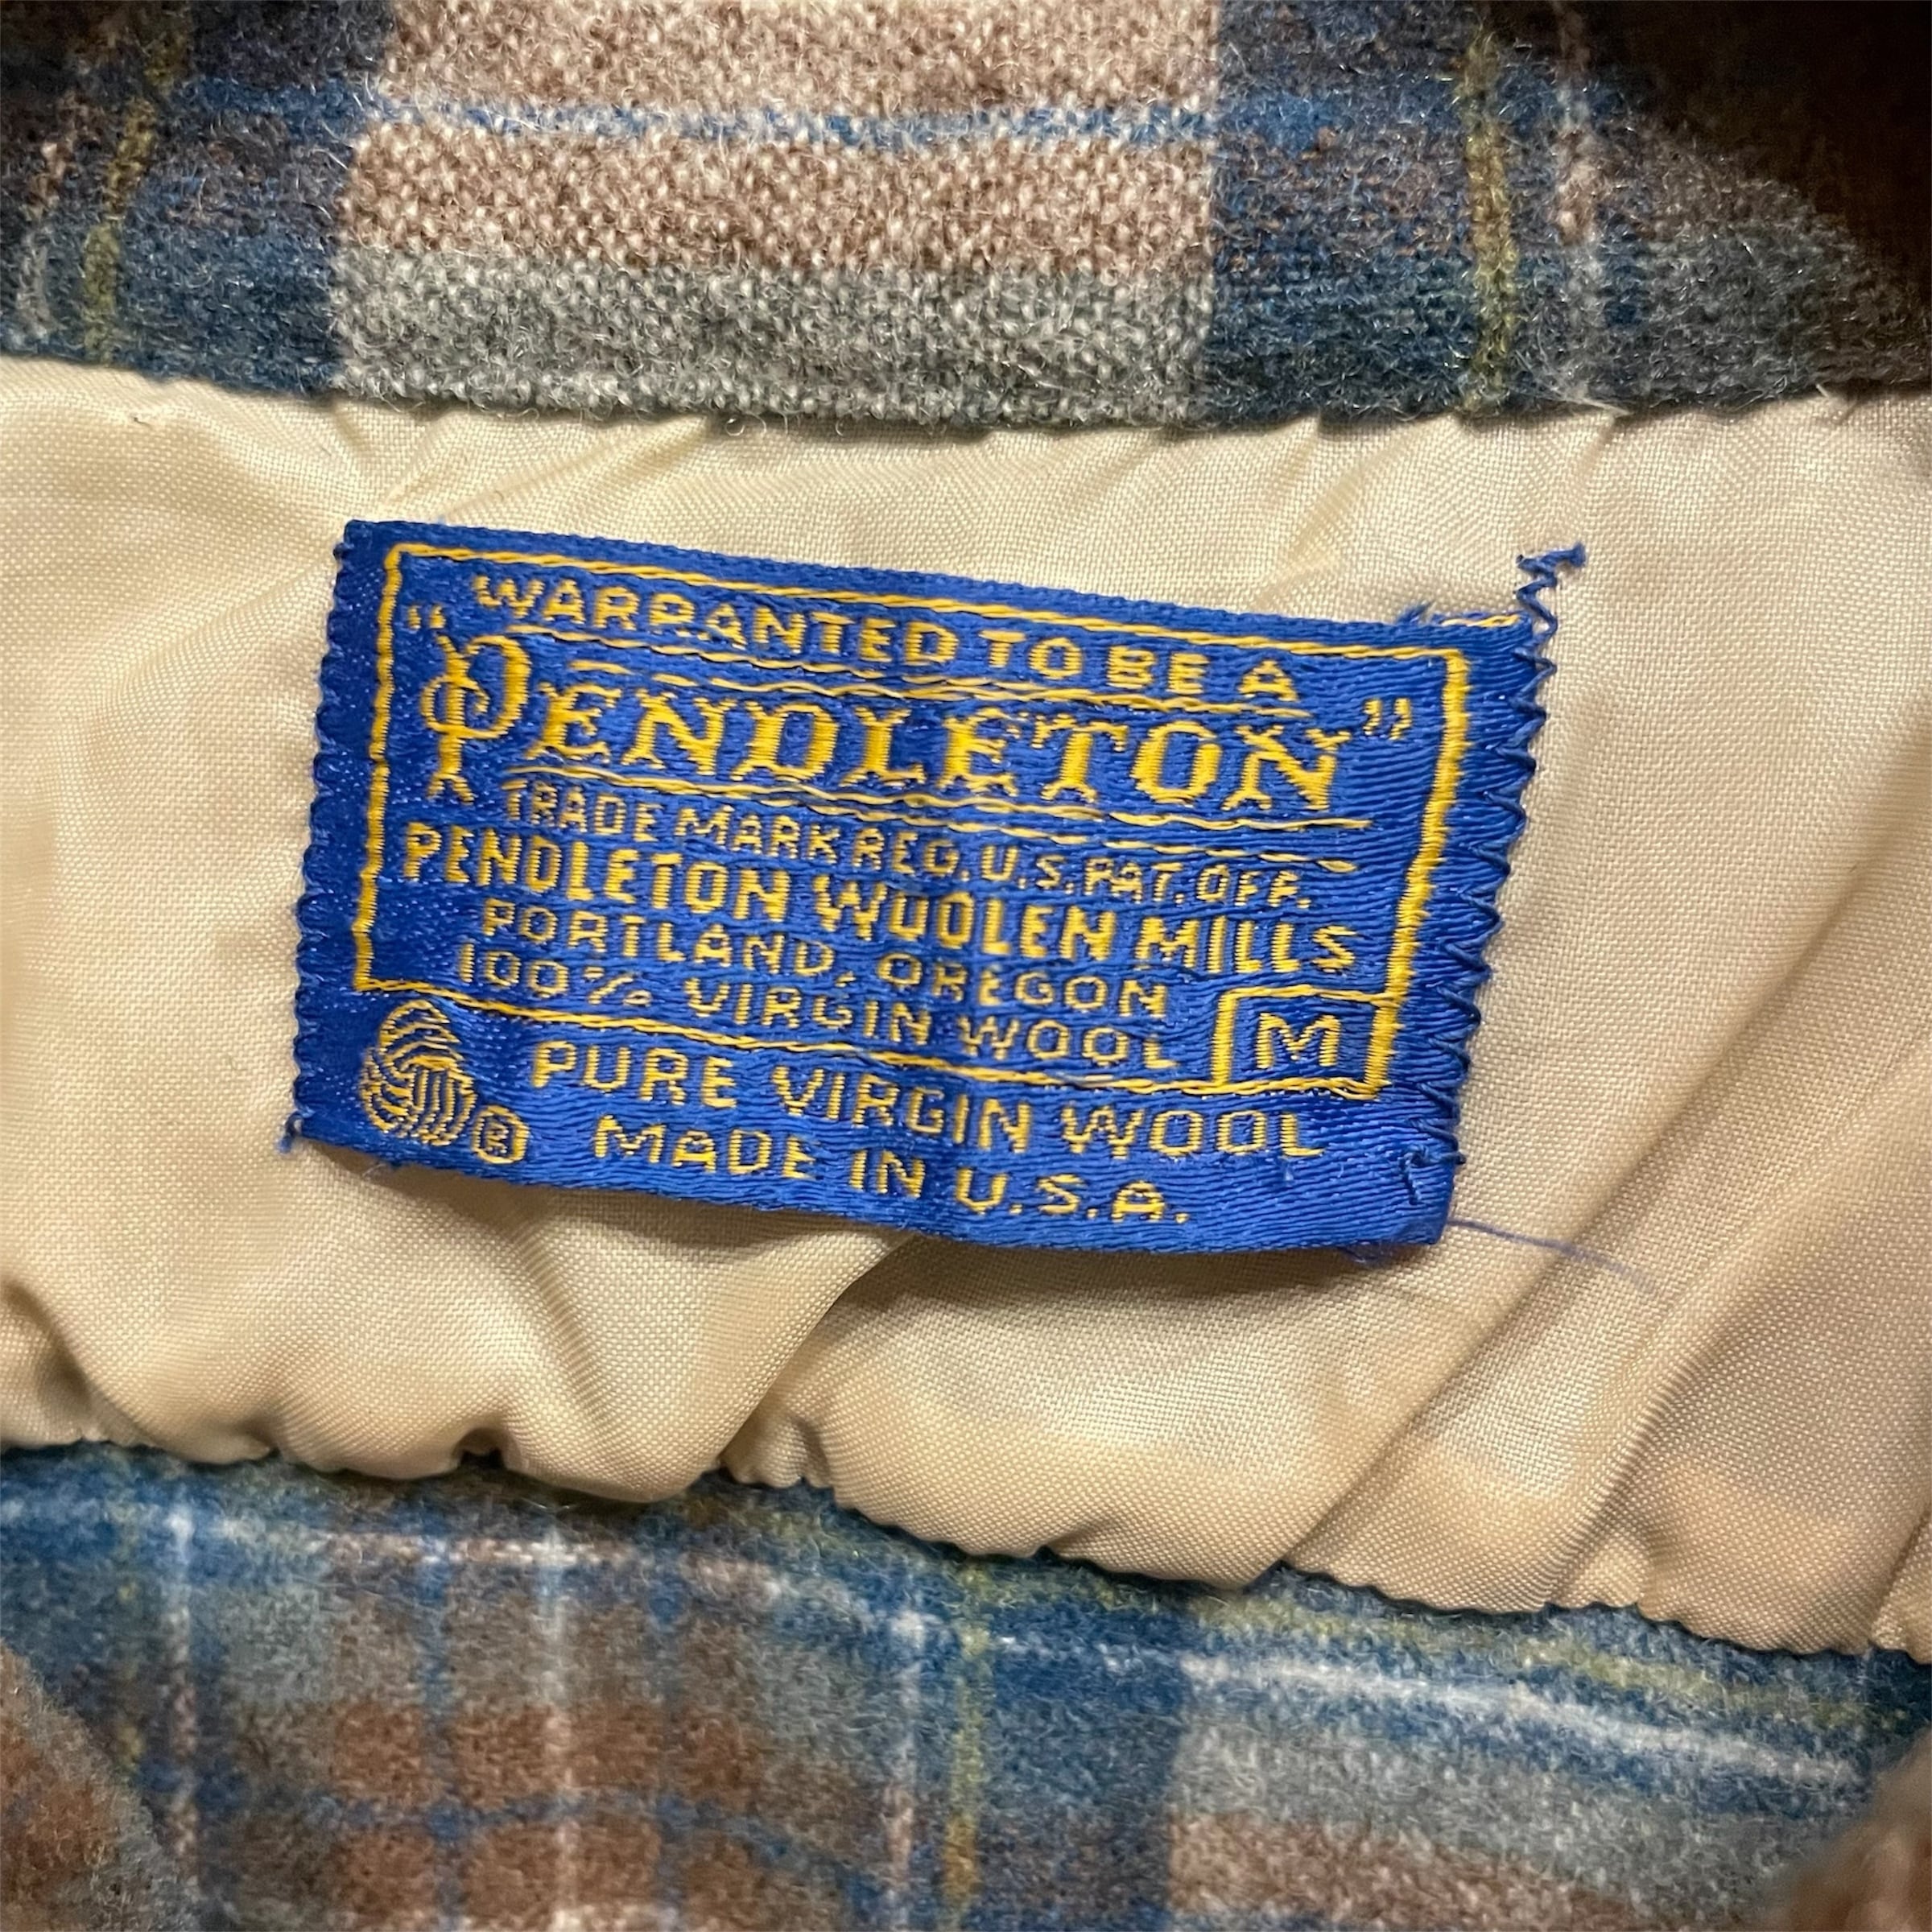 WARRANTED TO BE A
"PENDLETON"
TRADE MARK REG. U.S. PAT. OFF.
PENDLETON WOOLEN MILLS
PORTLAND, OREGON
100% VIRGIN WOOL M
PURE VIRGIN WOOL
® MADE IN U.S.A.